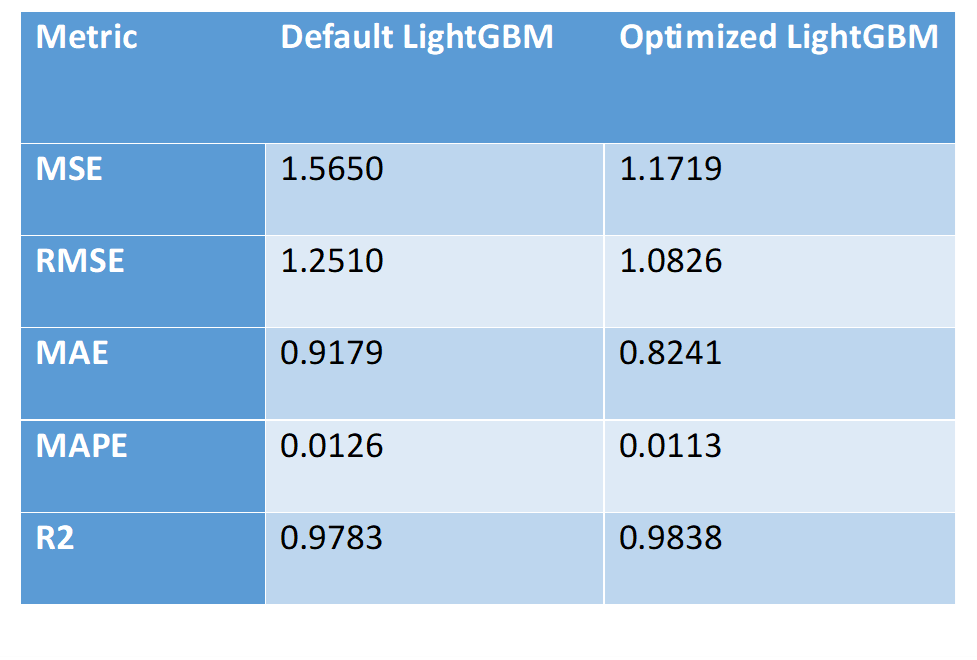 Metric Default LightGBM Optimized LightGBM
MSE 1.5650 1.1719
RMSE 1.2510 1.0826
MAE 0.9179 0.8241
MAPE 0.0126 0.0113
R2 0.9783 0.9838